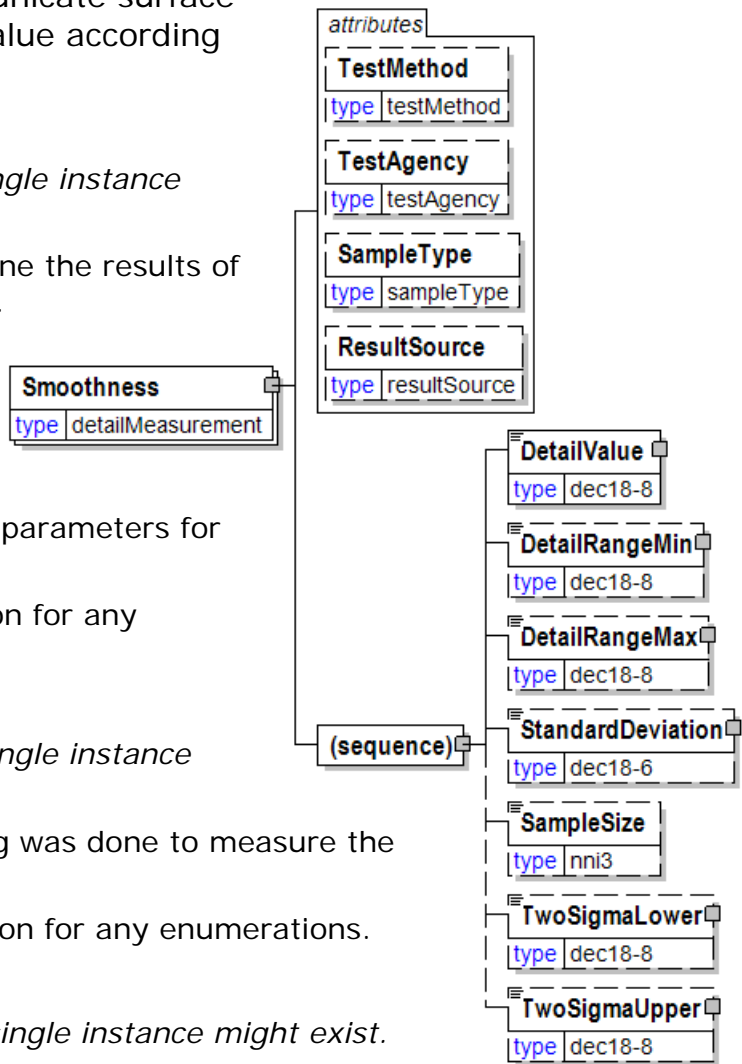 unicate surface
alue according
ngle instance
ne the results of
.
parameters for
on for any
ngle instance
g was done to measure the
on for any enumerations.
single instance might exist.
Smoothness
type detailMeasurement
attributes
TestMethod
type testMethod
TestAgency
type testAgency
SampleType
type sampleType
ResultSource
type resultSource
(sequence)
DetailValue
type dec18-8
DetailRangeMin
type dec18-8
DetailRangeMax
type dec18-8
StandardDeviation
type dec18-6
SampleSize
type nni3
TwoSigmaLower
type dec18-8
TwoSigmaUpper
type dec18-8